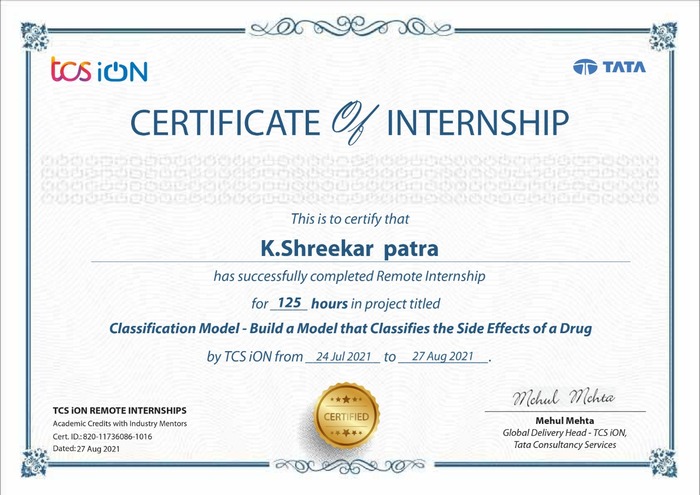 tcs iON
TATA
CERTIFICATE Of INTERNSHIP
This is to certify that
K.Shreekar patra
has successfully completed Remote Internship
for 125 hours in project titled
Classification Model - Build a Model that Classifies the Side Effects of a Drug
by TCS iON from 24 Jul 2021 to 27 Aug 2021.
TCS iON REMOTE INTERNSHIPS
Academic Credits with Industry Mentors
Cert. ID.: 820-11736086-1016
Dated: 27 Aug 2021
CERTIFIED
Mehul Mehta
Mehul Mehta
Global Delivery Head - TCS iON,
Tata Consultancy Services